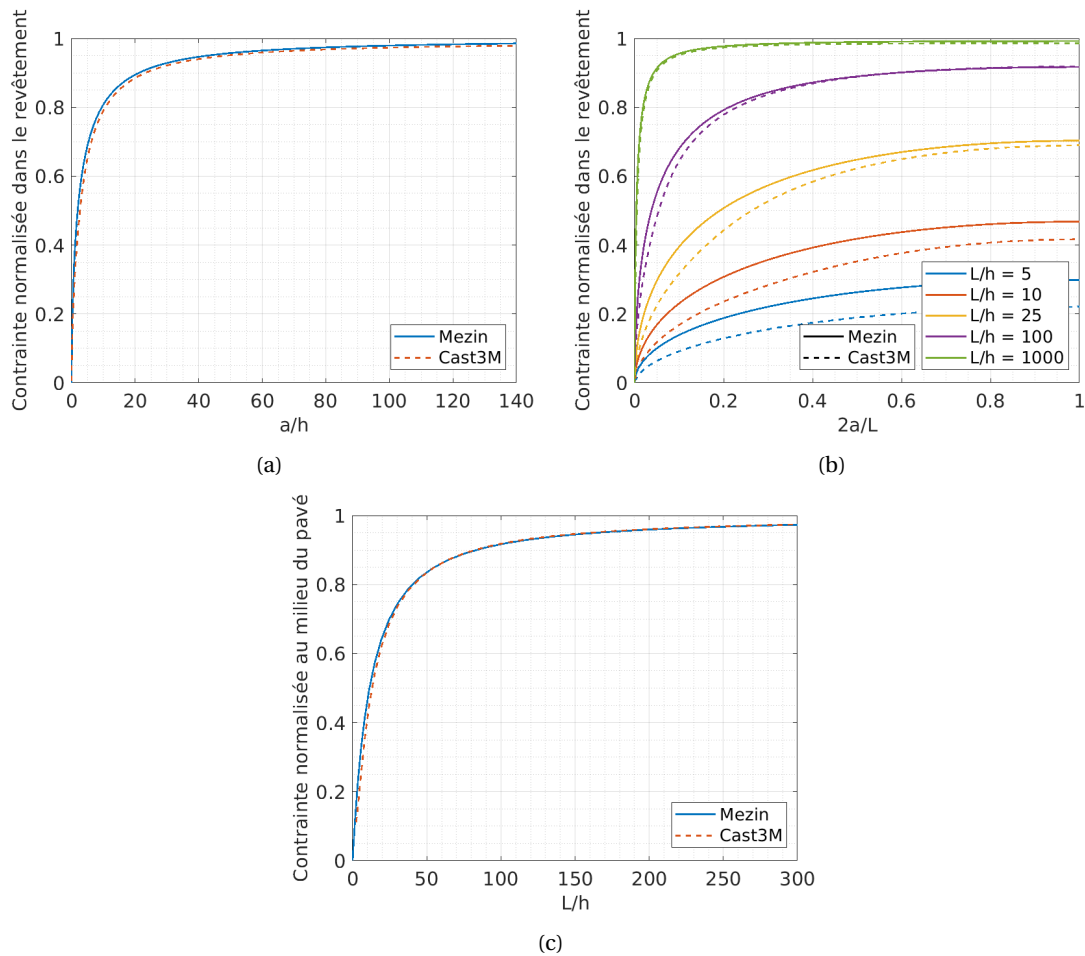 Contrainte normalisée dans le revêtement
1
0.8
0.6
0.4
0.2
0
0 20 40 60 80 100 120 140
a/h
Mezin
Cast3M
(a)
Contrainte normalisée dans le revêtement
1
0.8
0.6
0.4
0.2
0
0 0.2 0.4 0.6 0.8 1
2a/L
Mezin
Cast3M
L/h = 5
L/h = 10
L/h = 25
L/h = 100
L/h = 1000
(b)
Contrainte normalisée au milieu du pavé
1
0.8
0.6
0.4
0.2
0
0 50 100 150 200 250 300
L/h
Mezin
Cast3M
(c)